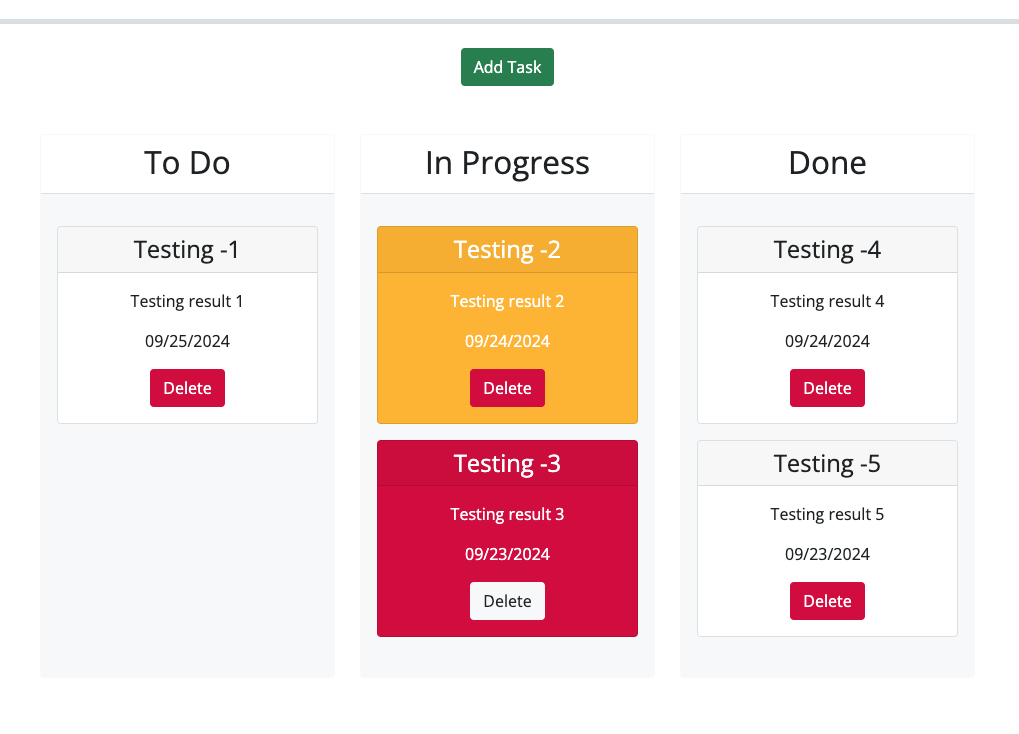 Add Task
To Do
Testing -1
Testing result 1
09/25/2024
Delete
In Progress
Testing -2
Testing result 2
09/24/2024
Delete
Testing -3
Testing result 3
09/23/2024
Delete
Done
Testing -4
Testing result 4
09/24/2024
Delete
Testing -5
Testing result 5
09/23/2024
Delete